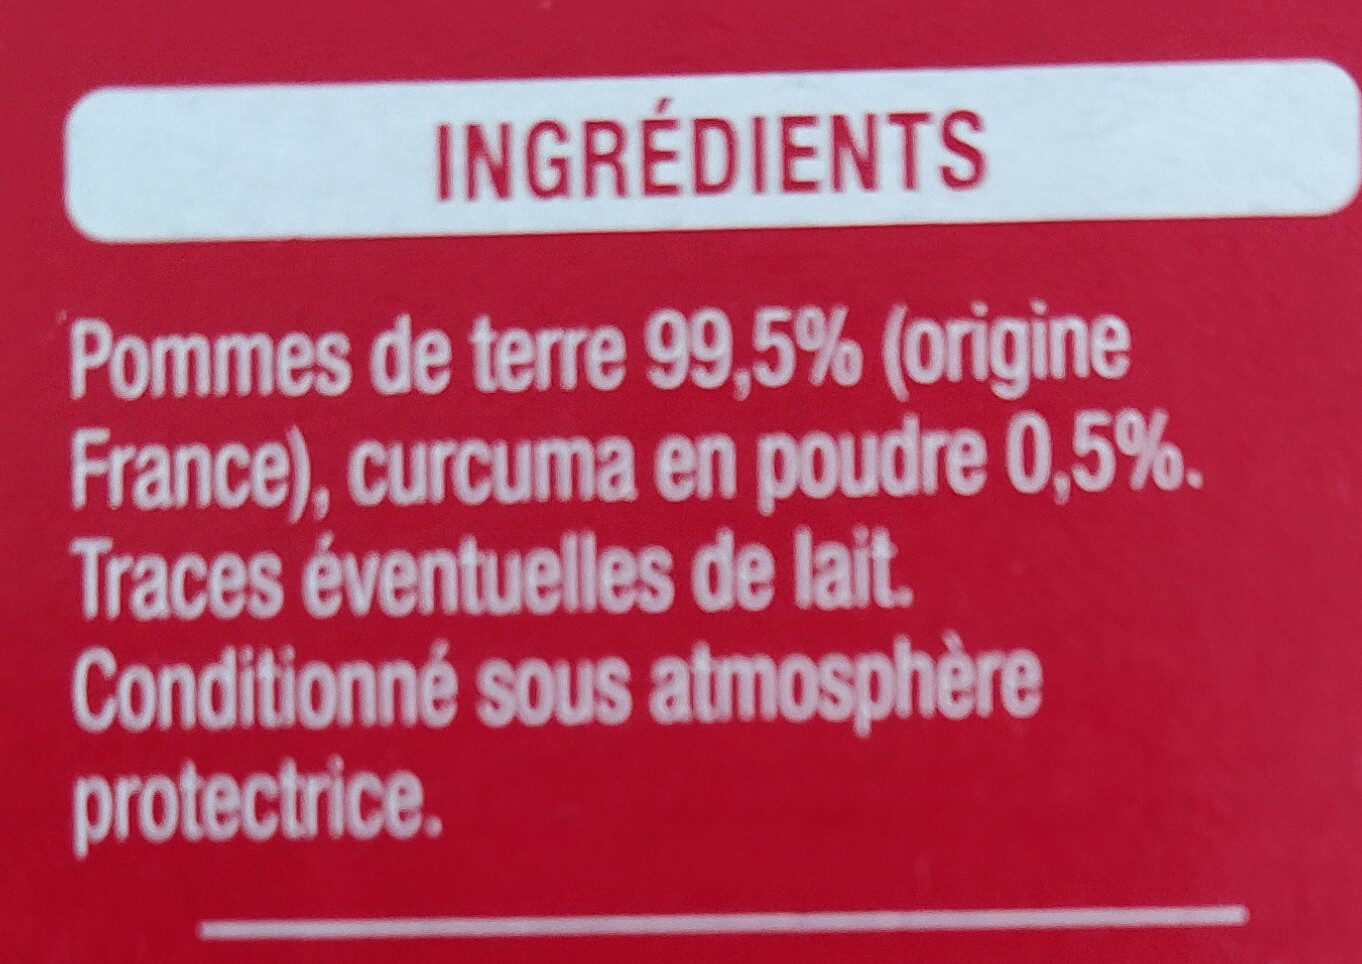 INGRÉDIENTS
Pommes de terre 99,5% (origine
France), curcuma en poudre 0,5%.
Traces éventuelles de lait.
Conditionné sous atmosphère
protectrice.